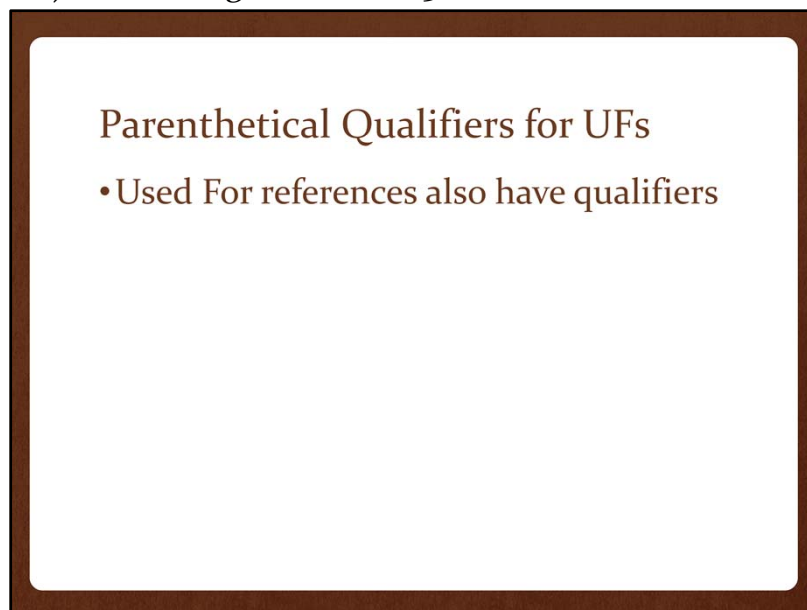 Parenthetical Qualifiers for UFs
•Used For references also have qualifiers